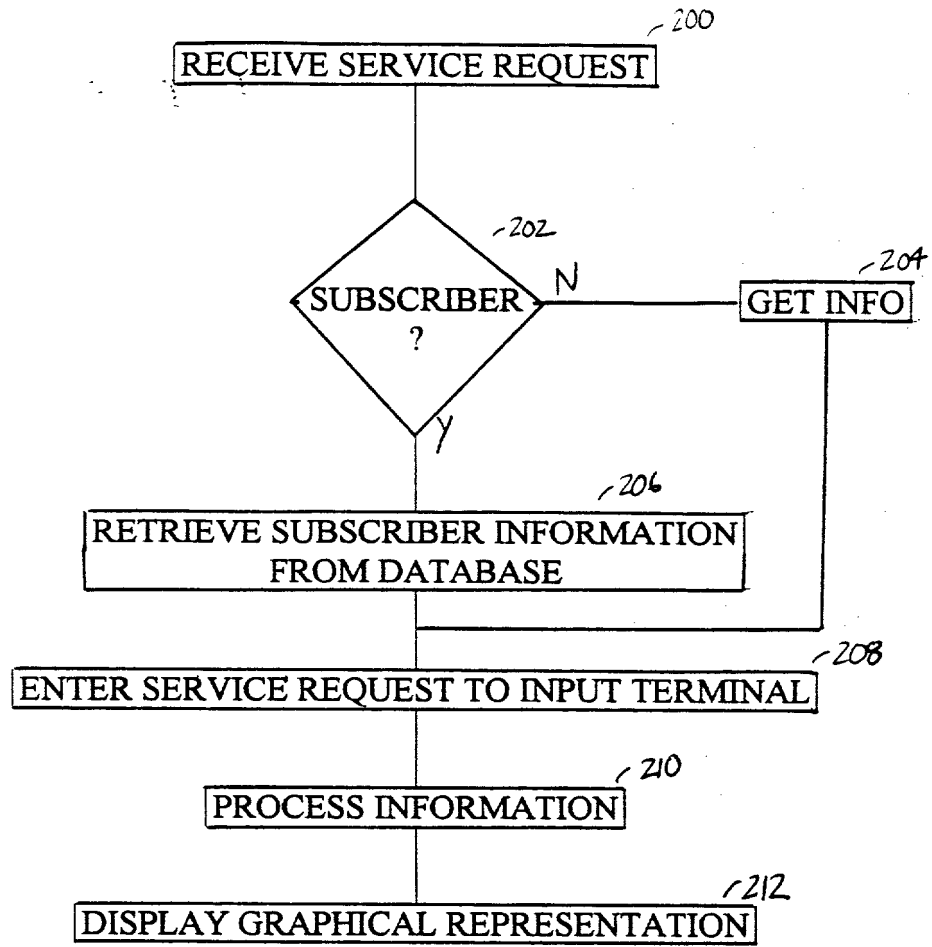 200
RECEIVE SERVICE REQUEST
202
SUBSCRIBER
?
N
204
GET INFO
Y
206
RETRIEVE SUBSCRIBER INFORMATION
FROM DATABASE
208
ENTER SERVICE REQUEST TO INPUT TERMINAL
210
PROCESS INFORMATION
212
DISPLAY GRAPHICAL REPRESENTATION